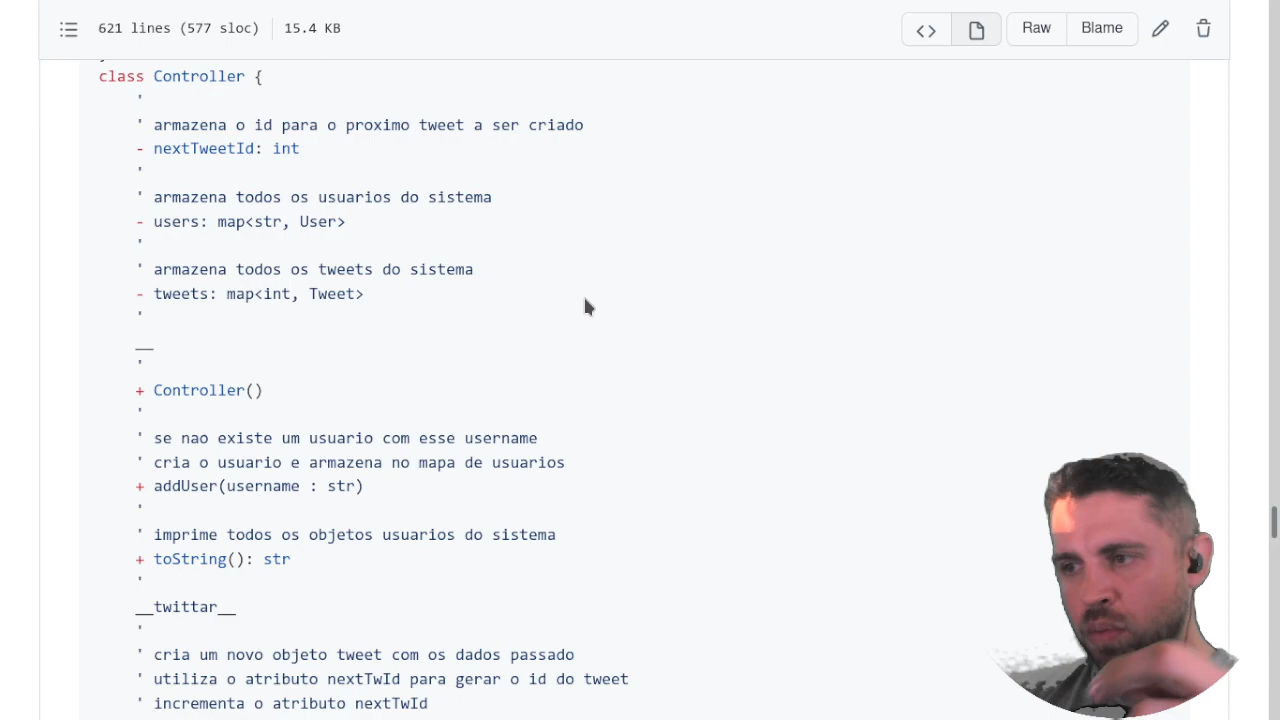 621 lines (577 sloc) 15.4 KB Raw Blame
class Controller {
'
' armazena o id para o proximo tweet a ser criado
- nextTweetId: int
'
' armazena todos os usuarios do sistema
- users: map<str, User>
'
' armazena todos os tweets do sistema
- tweets: map<int, Tweet>
'
__
'
+ Controller()
'
' se nao existe um usuario com esse username
' cria o usuario e armazena no mapa de usuarios
+ addUser(username : str)
'
' imprime todos os objetos usuarios do sistema
+ toString(): str
'
__twittar__
'
' cria um novo objeto tweet com os dados passado
' utiliza o atributo nextTwId para gerar o id do tweet
' incrementa o atributo nextTwId